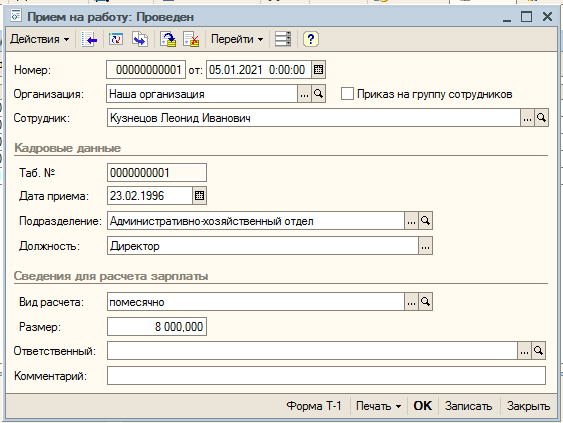 Прием на работу: Проведен
Действия Перейти ?
Номер: 00000000001 от: 05.01.2021 0:00:00
Организация: Наша организация ... Приказ на группу сотрудников
Сотрудник: Кузнецов Леонид Иванович ...
Кадровые данные
Таб. № 0000000001
Дата приема: 23.02.1996
Подразделение: Административно-хозяйственный отдел ...
Должность: Директор ...
Сведения для расчета зарплаты
Вид расчета: помесячно ...
Размер: 8 000,000
Ответственный: ...
Комментарий:
Форма Т-1 Печать OK Записать Закрыть